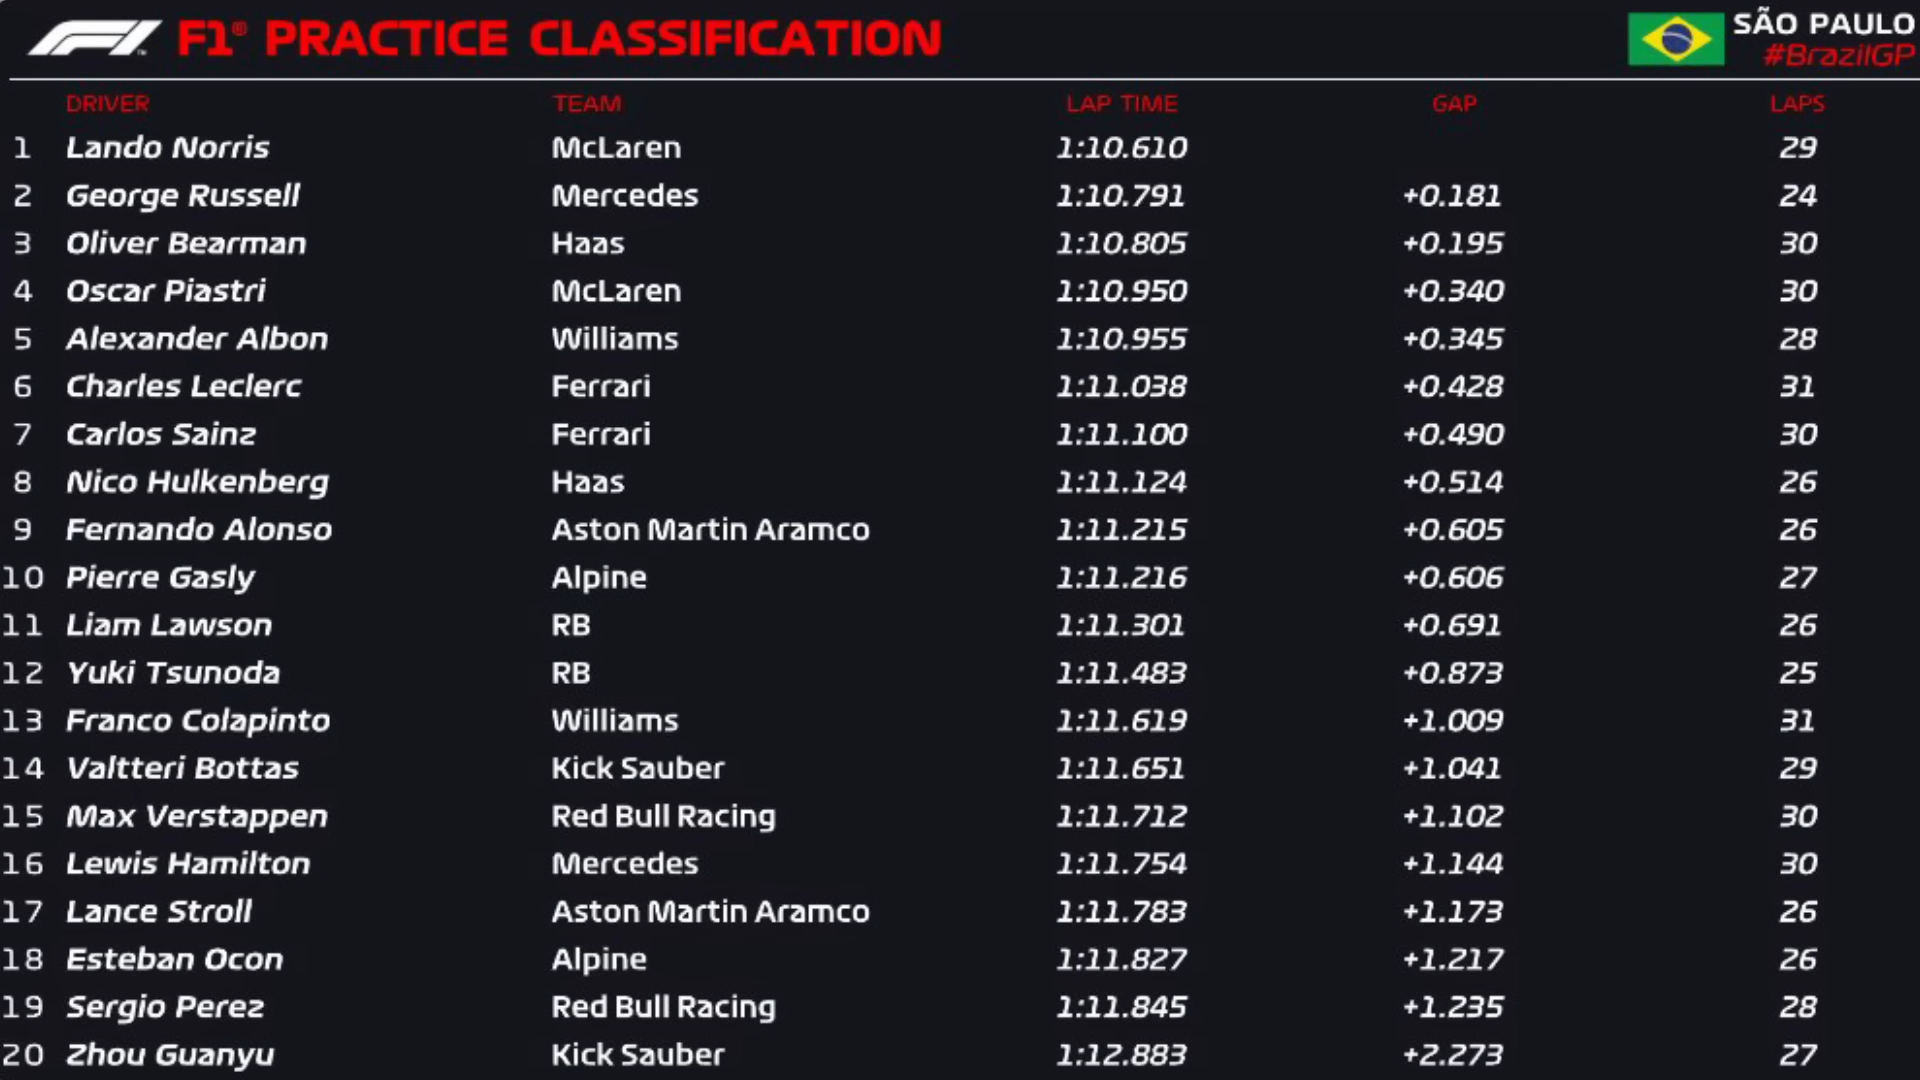 F1® PRACTICE CLASSIFICATION SÃO PAULO
#BrazilGP
DRIVER TEAM LAP TIME GAP LAPS
1 Lando Norris McLaren 1:10.610 29
2 George Russell Mercedes 1:10.791 +0.181 24
3 Oliver Bearman Haas 1:10.805 +0.195 30
4 Oscar Piastri McLaren 1:10.950 +0.340 30
5 Alexander Albon Williams 1:10.955 +0.345 28
6 Charles Leclerc Ferrari 1:11.038 +0.428 31
7 Carlos Sainz Ferrari 1:11.100 +0.490 30
8 Nico Hulkenberg Haas 1:11.124 +0.514 26
9 Fernando Alonso Aston Martin Aramco 1:11.215 +0.605 26
10 Pierre Gasly Alpine 1:11.216 +0.606 27
11 Liam Lawson RB 1:11.301 +0.691 26
12 Yuki Tsunoda RB 1:11.483 +0.873 25
13 Franco Colapinto Williams 1:11.619 +1.009 31
14 Valtteri Bottas Kick Sauber 1:11.651 +1.041 29
15 Max Verstappen Red Bull Racing 1:11.712 +1.102 30
16 Lewis Hamilton Mercedes 1:11.754 +1.144 30
17 Lance Stroll Aston Martin Aramco 1:11.783 +1.173 26
18 Esteban Ocon Alpine 1:11.827 +1.217 26
19 Sergio Perez Red Bull Racing 1:11.845 +1.235 28
20 Zhou Guanyu Kick Sauber 1:12.883 +2.273 27